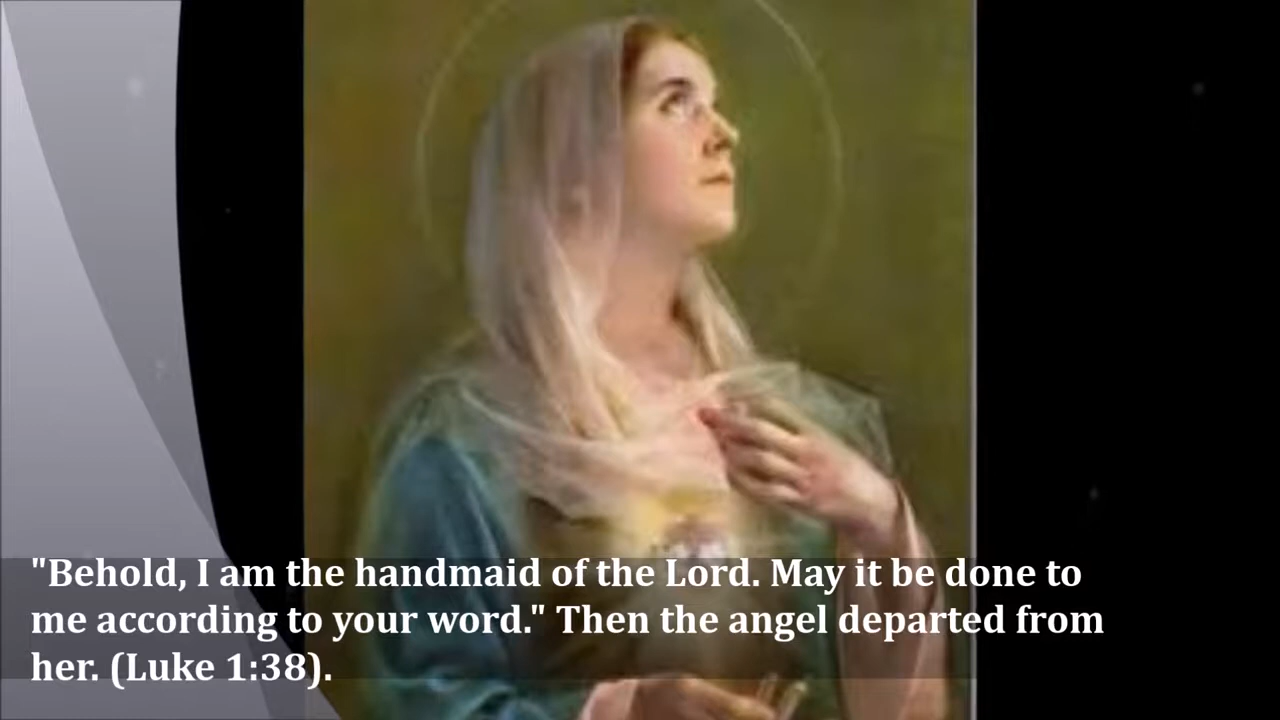 "Behold, I am the handmaid of the Lord. May it be done to
me according to your word." Then the angel departed from
her. (Luke 1:38).